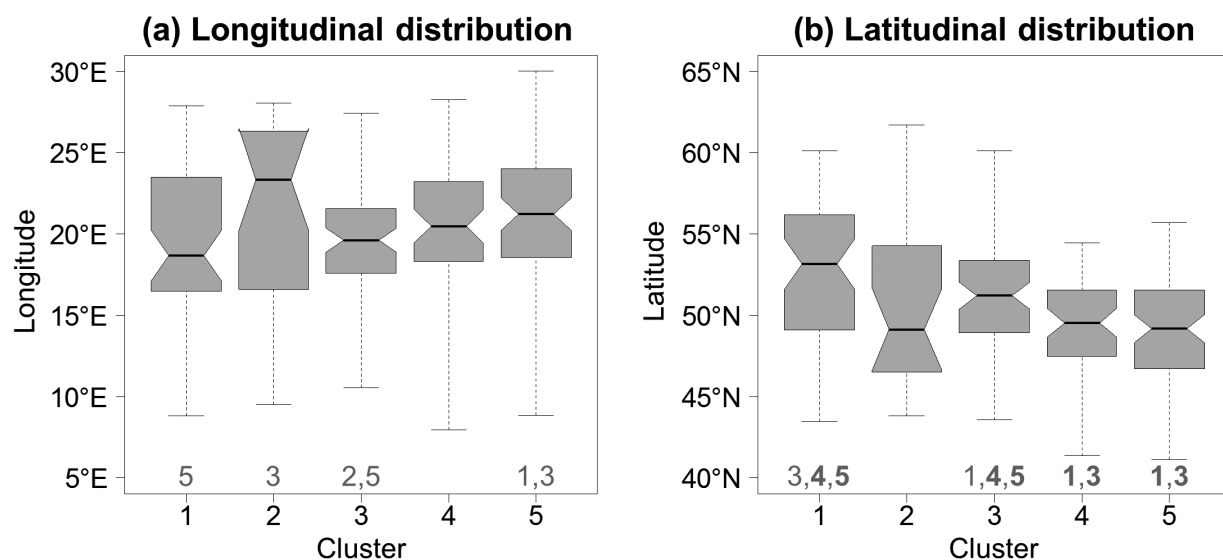 (a) Longitudinal distribution
30°E
25°E
20°E
15°E
10°E
5°E
Longitude
5
3
2,5
1,3
1 2 3 4 5
Cluster
(b) Latitudinal distribution
65°N
60°N
55°N
50°N
45°N
40°N
Latitude
3,4,5
1,4,5
1,3
1,3
1 2 3 4 5
Cluster